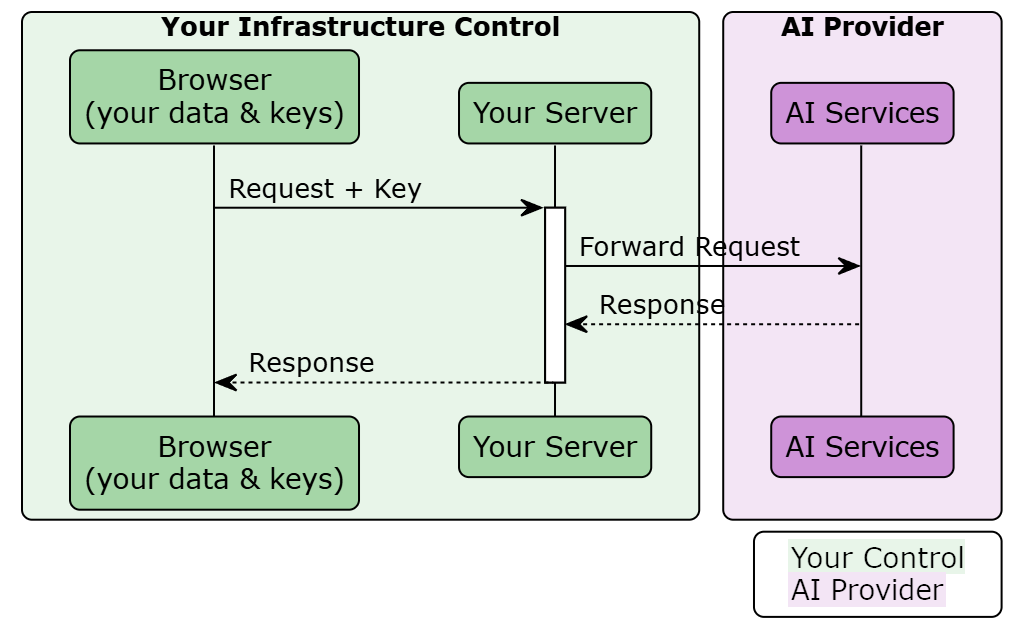 Your Infrastructure Control
AI Provider
Browser
(your data & keys)
Your Server
AI Services
Request + Key
Forward Request
Response
Response
Browser
(your data & keys)
Your Server
AI Services
Your Control
AI Provider